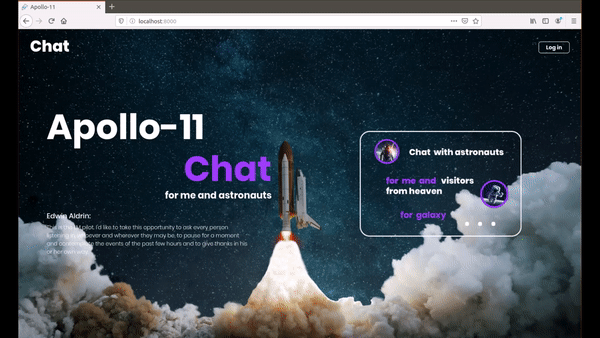 Apollo-11
localhost:8000
Chat
Log in
Apollo-11
Chat
for me and astronauts
Edwin Aldrin:
This is the LM pilot. I'd like to take this opportunity to ask every person
listening in, whoever and wherever they may be, to pause for a moment
and contemplate the events of the past few hours and to give thanks in his
or her own way.
Chat with astronauts
for me and visitors
from heaven
for galaxy